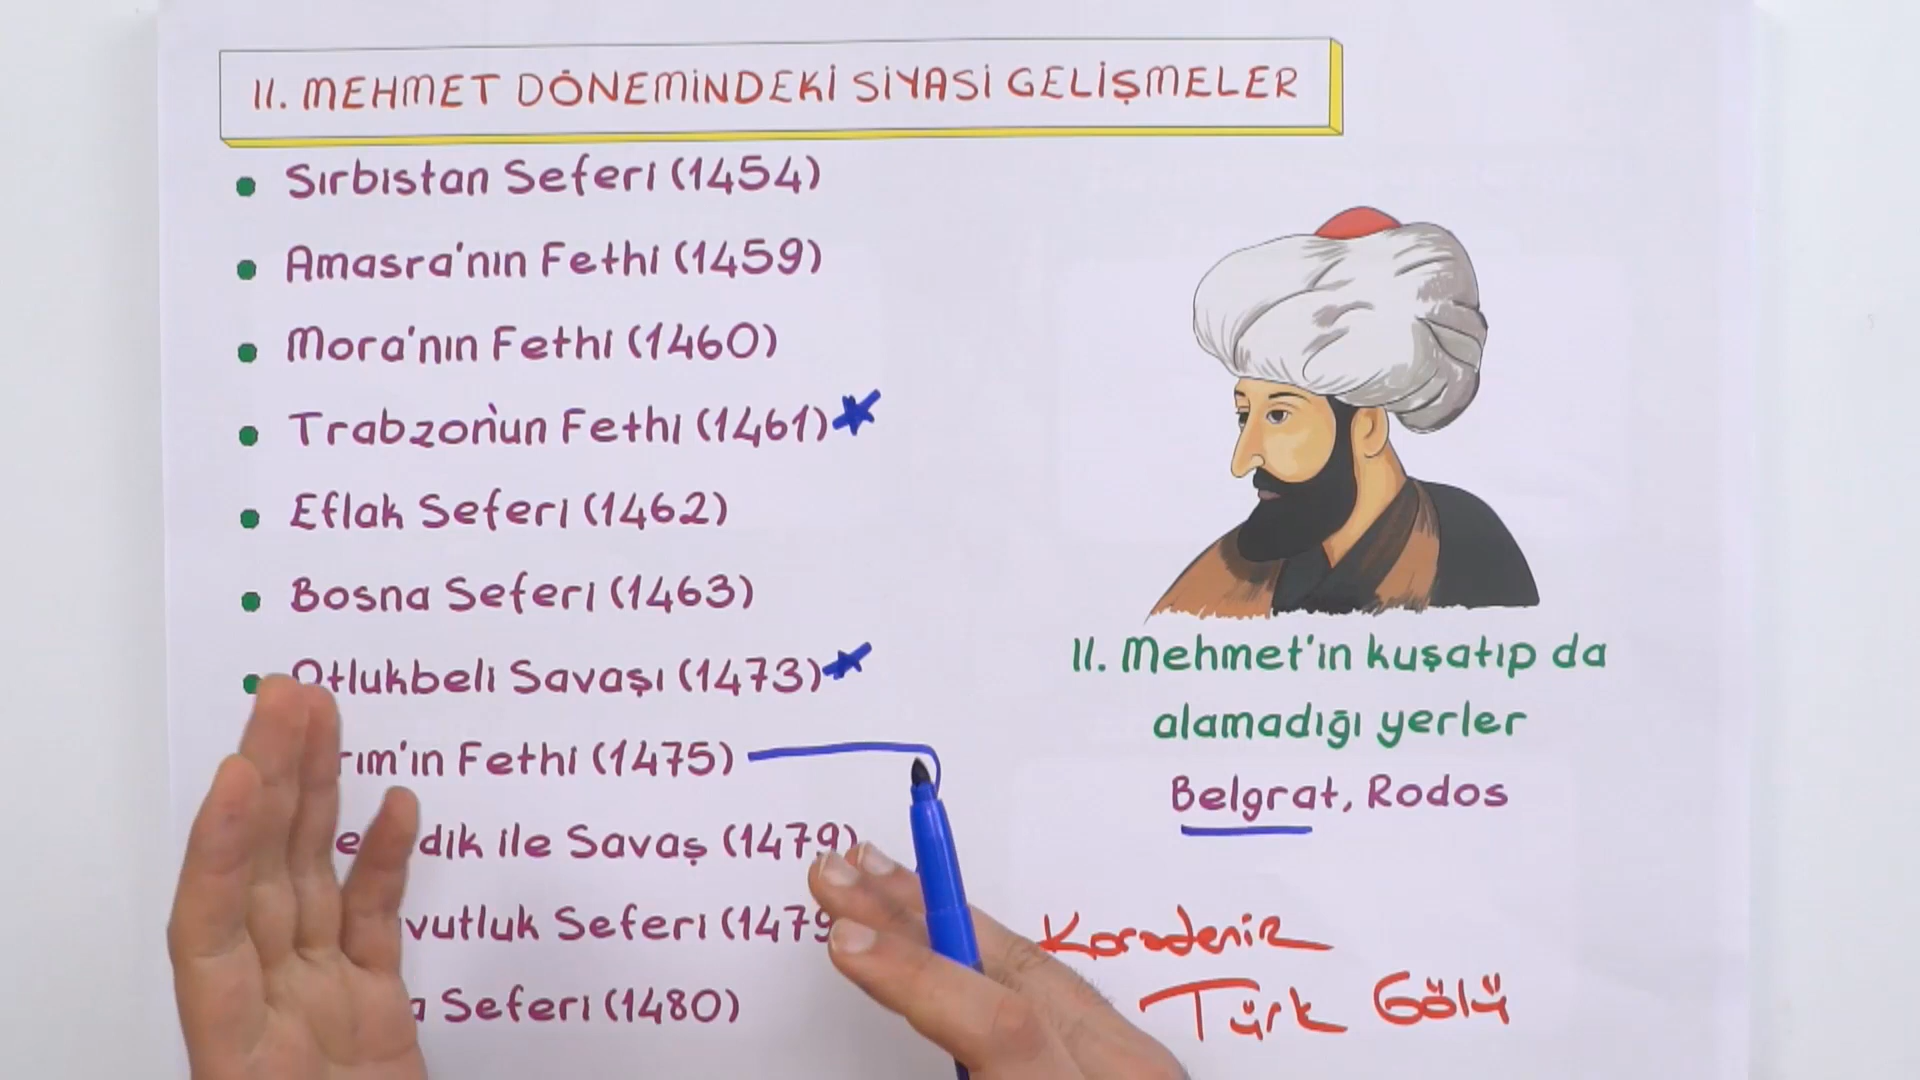 II. MEHMET DÖNEMİNDEKİ SİYASİ GELİŞMELER
Sırbistan Seferi (1454)
Amasra'nın Fethi (1459)
Mora'nın Fethi (1460)
Trabzon'un Fethi (1461)
Eflak Seferi (1462)
Bosna Seferi (1463)
Otlukbeli Savaşı (1473)
rım'ın Fethi (1475)
dik ile Savaş (1479)
vutluk Seferi (1479
Seferi (1480)
II. Mehmet'in kuşatıp da
alamadığı yerler
Belgrat, Rodos
Karadeniz
Türk Gölü